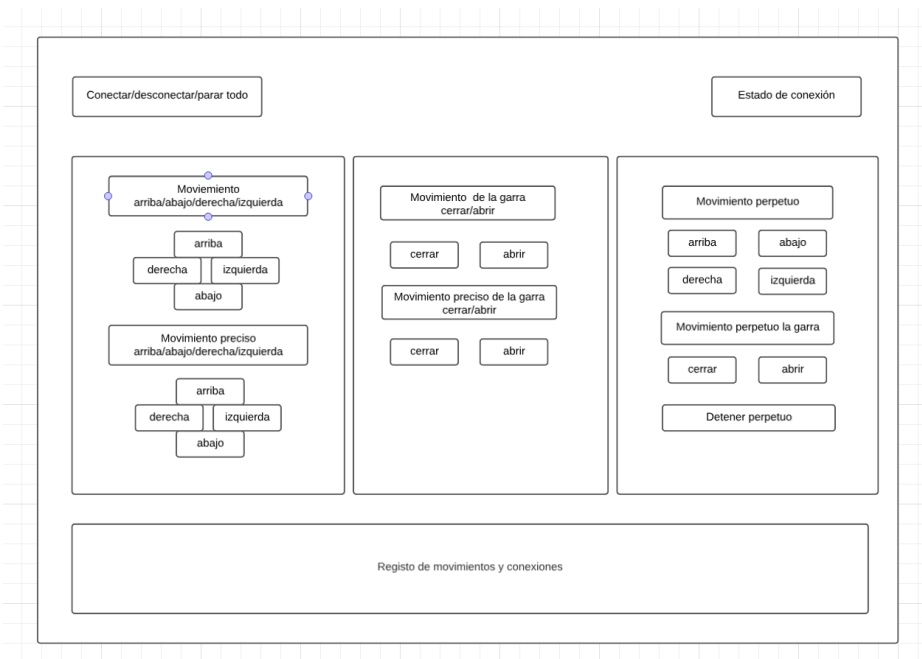 Conectar/desconectar/parar todo
Estado de conexión
Moviemiento
arriba/abajo/derecha/izquierda
arriba
derecha
izquierda
abajo
Movimiento preciso
arriba/abajo/derecha/izquierda
arriba
derecha
izquierda
abajo
Movimiento de la garra
cerrar/abrir
cerrar
abrir
Movimiento preciso de la garra
cerrar/abrir
cerrar
abrir
Movimiento perpetuo
arriba
abajo
derecha
izquierda
Movimiento perpetuo la garra
cerrar
abrir
Detener perpetuo
Registo de movimientos y conexiones